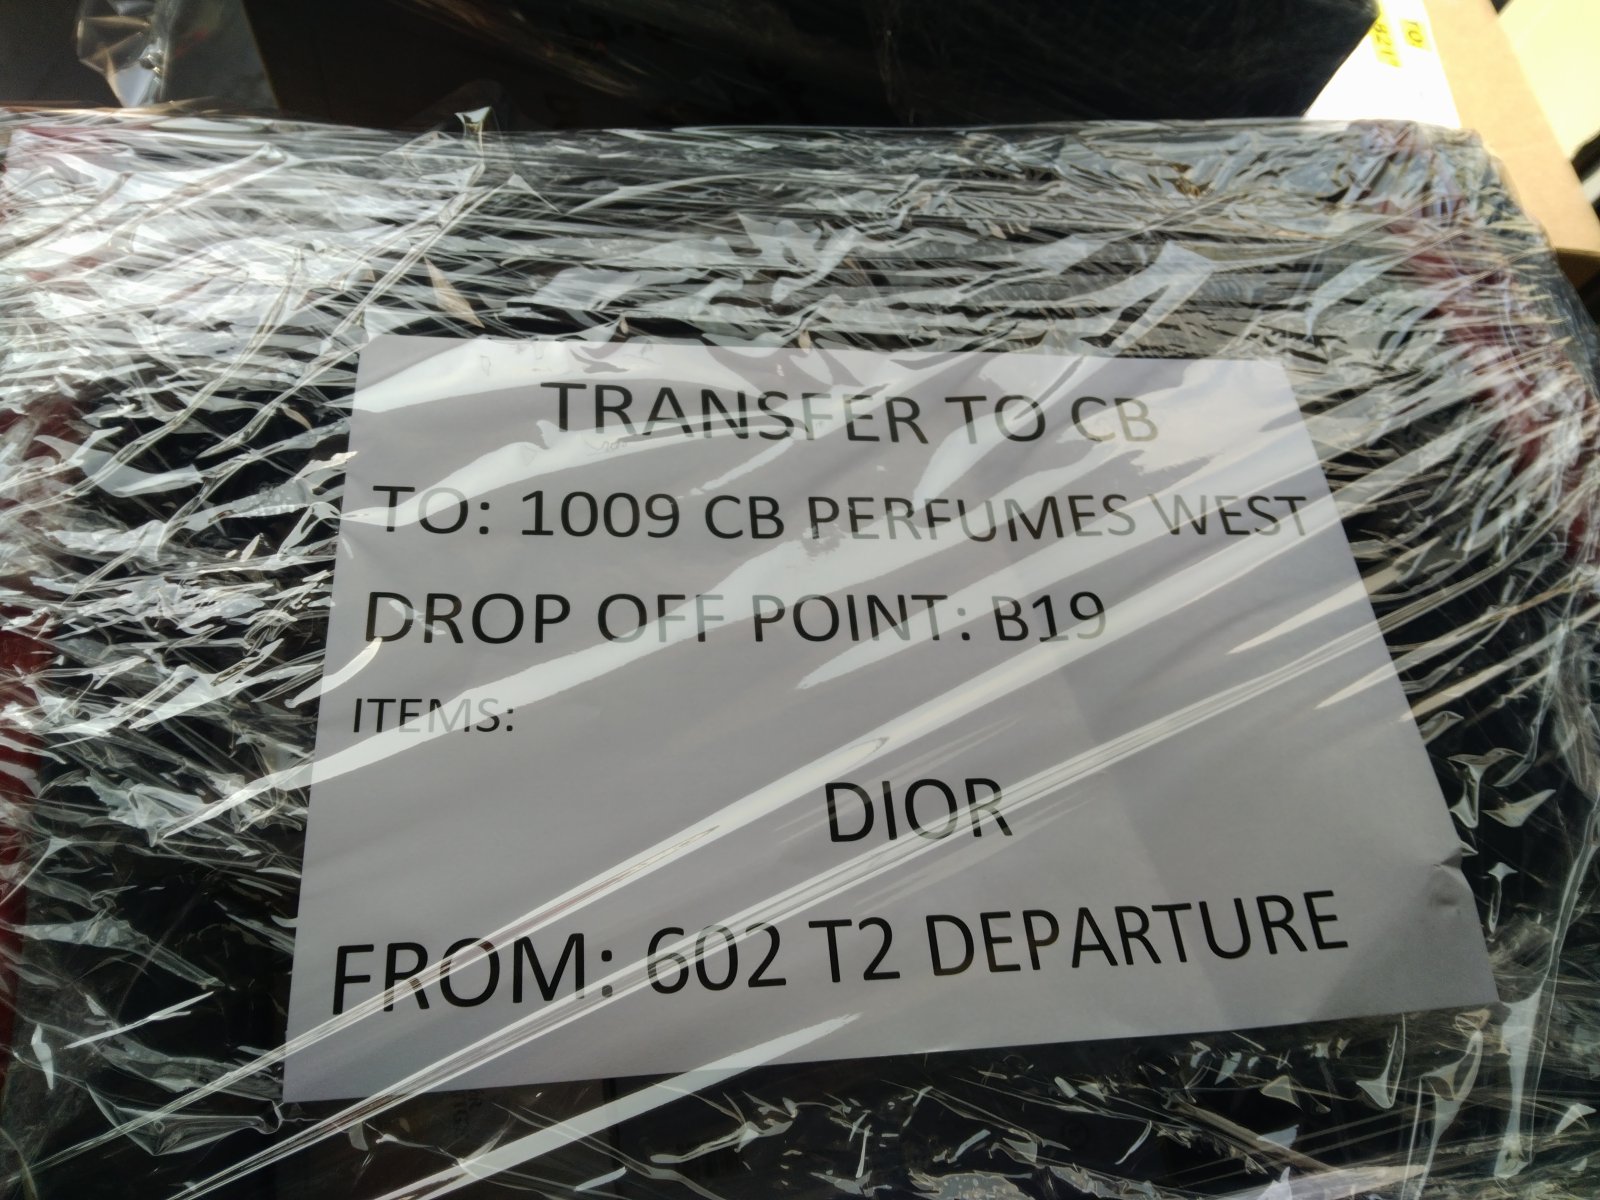 TRANSFER TO CB
TO: 1009 CB PERFUMES WEST
DROP OFF POINT: B19
ITEMS:
DIOR
FROM: 602 T2 DEPARTURE